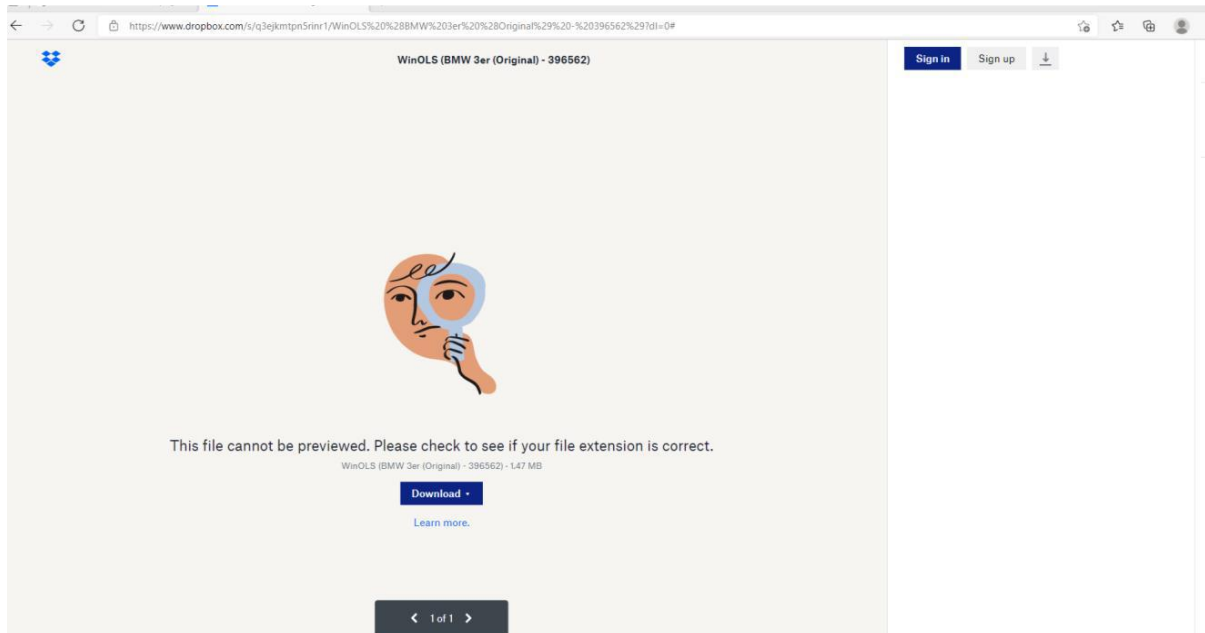 https://www.dropbox.com/s/q3ejkmtpn5rinr1/WinOLS%20%28BMW%203er%20%28Original%29%20-%20396562%29?dl=0#
WinOLS (BMW 3er (Original) - 396562)
Sign in
Sign up
This file cannot be previewed. Please check to see if your file extension is correct.
WinOLS (BMW 3er (Original) - 396562) - 1.47 MB
Download
Learn more.
1 of 1